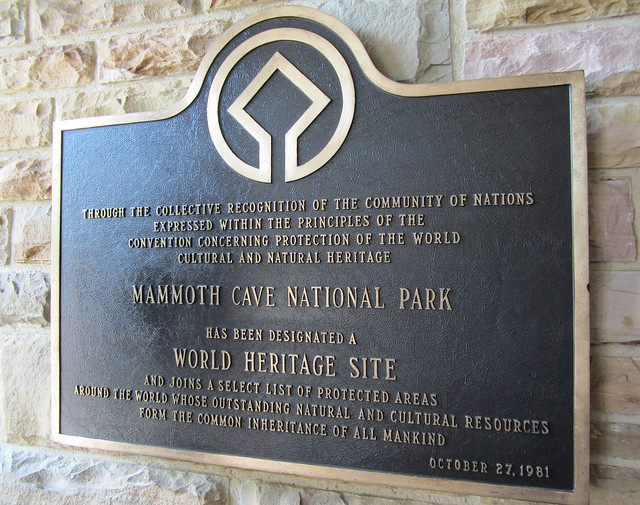 THROUGH THE COLLECTIVE RECOGNITION OF THE COMMUNITY OF NATIONS
EXPRESSED WITHIN THE PRINCIPLES OF THE
CONVENTION CONCERNING PROTECTION OF THE WORLD
CULTURAL AND NATURAL HERITAGE
MAMMOTH CAVE NATIONAL PARK
HAS BEEN DESIGNATED A
WORLD HERITAGE SITE
AND JOINS A SELECT LIST OF PROTECTED AREAS
AROUND THE WORLD WHOSE OUTSTANDING NATURAL AND CULTURAL RESOURCES
FORM THE COMMON INHERITANCE OF ALL MANKIND
OCTOBER 27, 1981